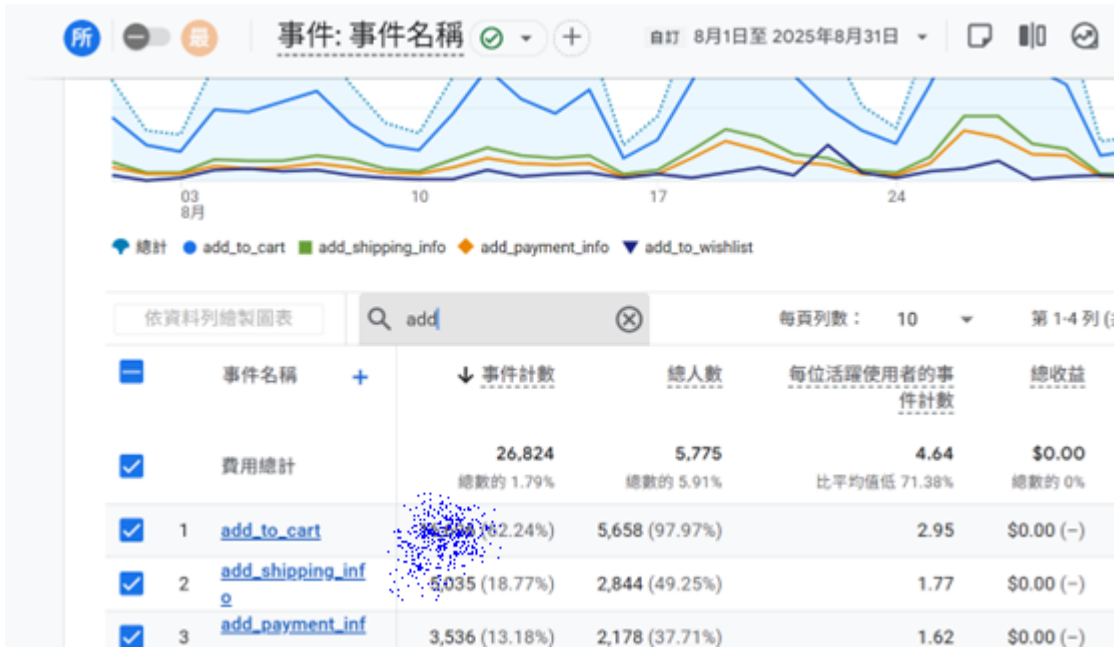 所 最 事件: 事件名稱 自訂 8月1日至 2025年8月31日
03 10 17 24
8月
總計 add_to_cart add_shipping_info add_payment_info add_to_wishlist
依資料列繪製圖表 add 每頁列數： 10 第 1-4 列
事件名稱 + ↓ 事件計數 總人數 每位活躍使用者的事 總收益
件計數
費用總計 26,824 5,775 4.64 $0.00
總數的 1.79% 總數的 5.91% 比平均值低 71.38% 總數的 0%
1 add_to_cart 5,658 (97.97%) 2.95 $0.00 (–)
2 add_shipping_inf 5,035 (18.77%) 2,844 (49.25%) 1.77 $0.00 (–)
o
3 add_payment_inf 3,536 (13.18%) 2,178 (37.71%) 1.62 $0.00 (–)